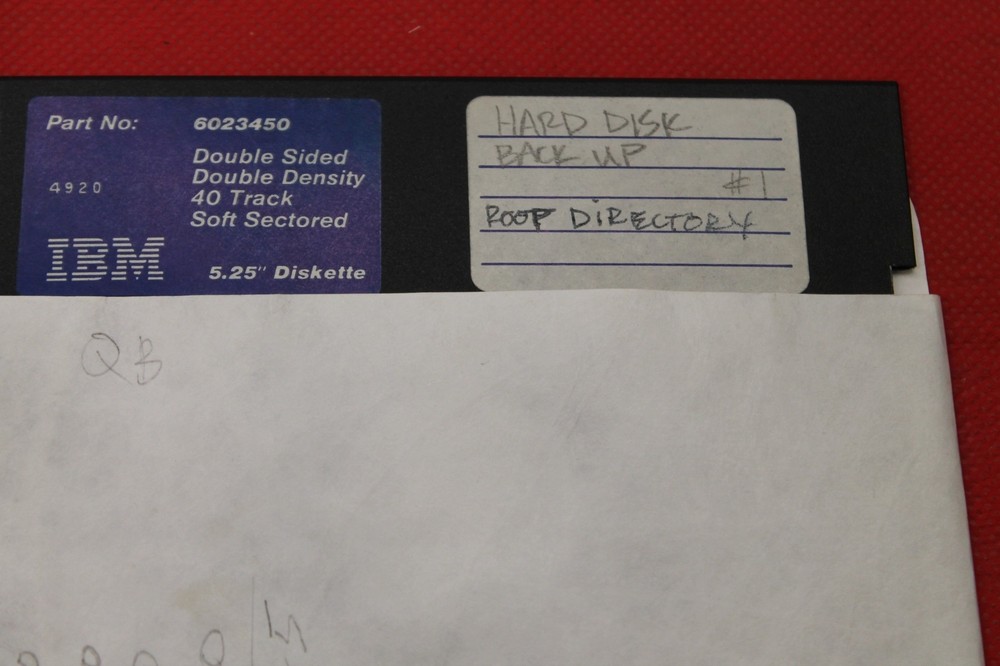 Part No: 6023450
Double Sided
Double Density
4920
40 Track
Soft Sectored
IBM
5.25" Diskette
HARD DISK
BACK UP
#1
ROOT DIRECTORY
QB